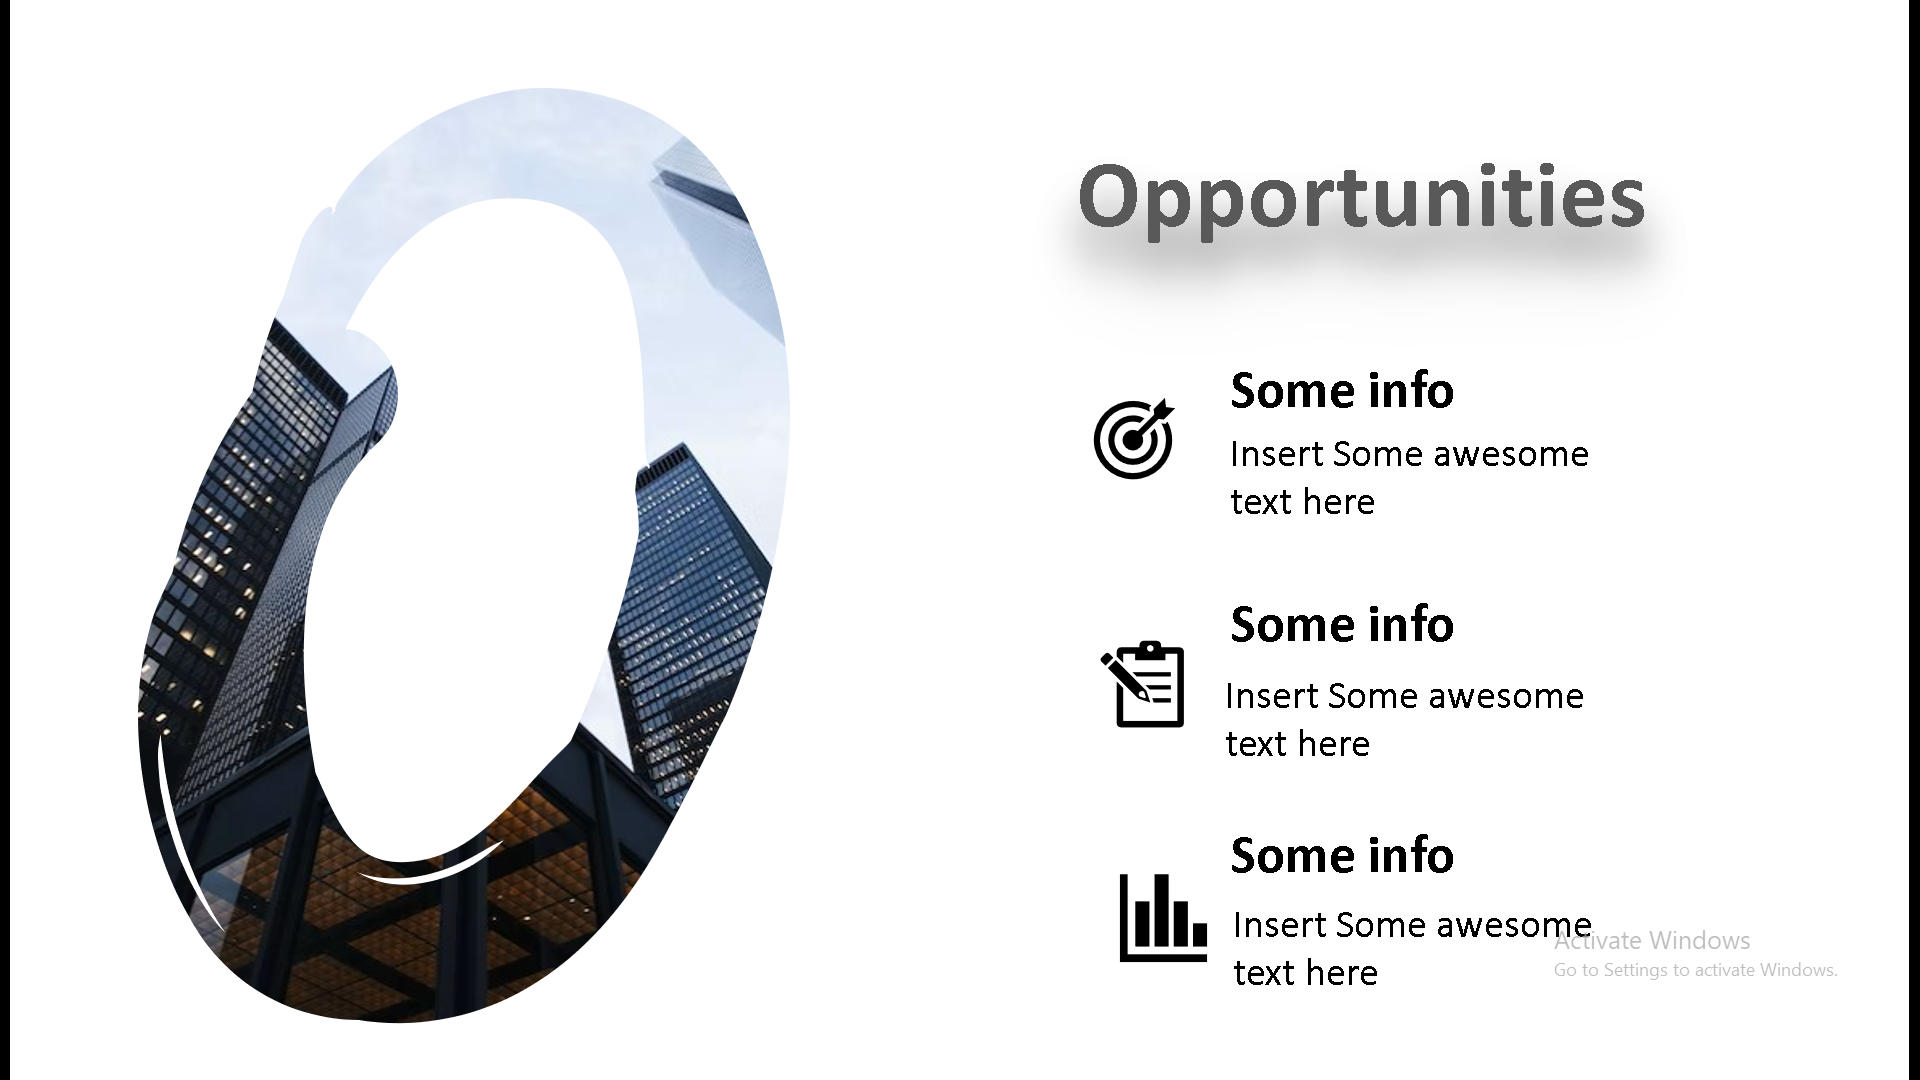 Opportunities
Some info
Insert Some awesome
text here
Some info
Insert Some awesome
text here
Some info
Insert Some awesome
text here
Activate Windows
Go to Settings to activate Windows.